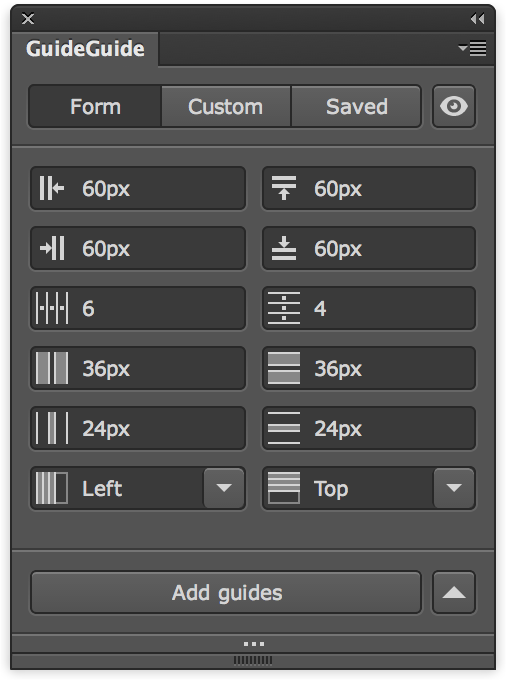 GuideGuide
Form Custom Saved
60px 60px
60px 60px
6 4
36px 36px
24px 24px
Left Top
Add guides